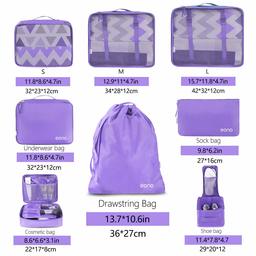 S
11.8*8.6*4.7in
32*23*12cm
M
12.9*11*4.7in
34*28*12cm
L
15.7*11.8*4.7in
42*32*12cm
eono
Underwear bag
11.8*8.6*4.7in
32*23*12cm
eono
Drawstring Bag
13.7*10.6in
36*27cm
eono
Sock bag
9.8*6.2in
27*16cm
Cosmetic bag
8.6*6.6*3.1in
22*17*8cm
Shoe bag
11.4*7.8*4.7
29*20*12